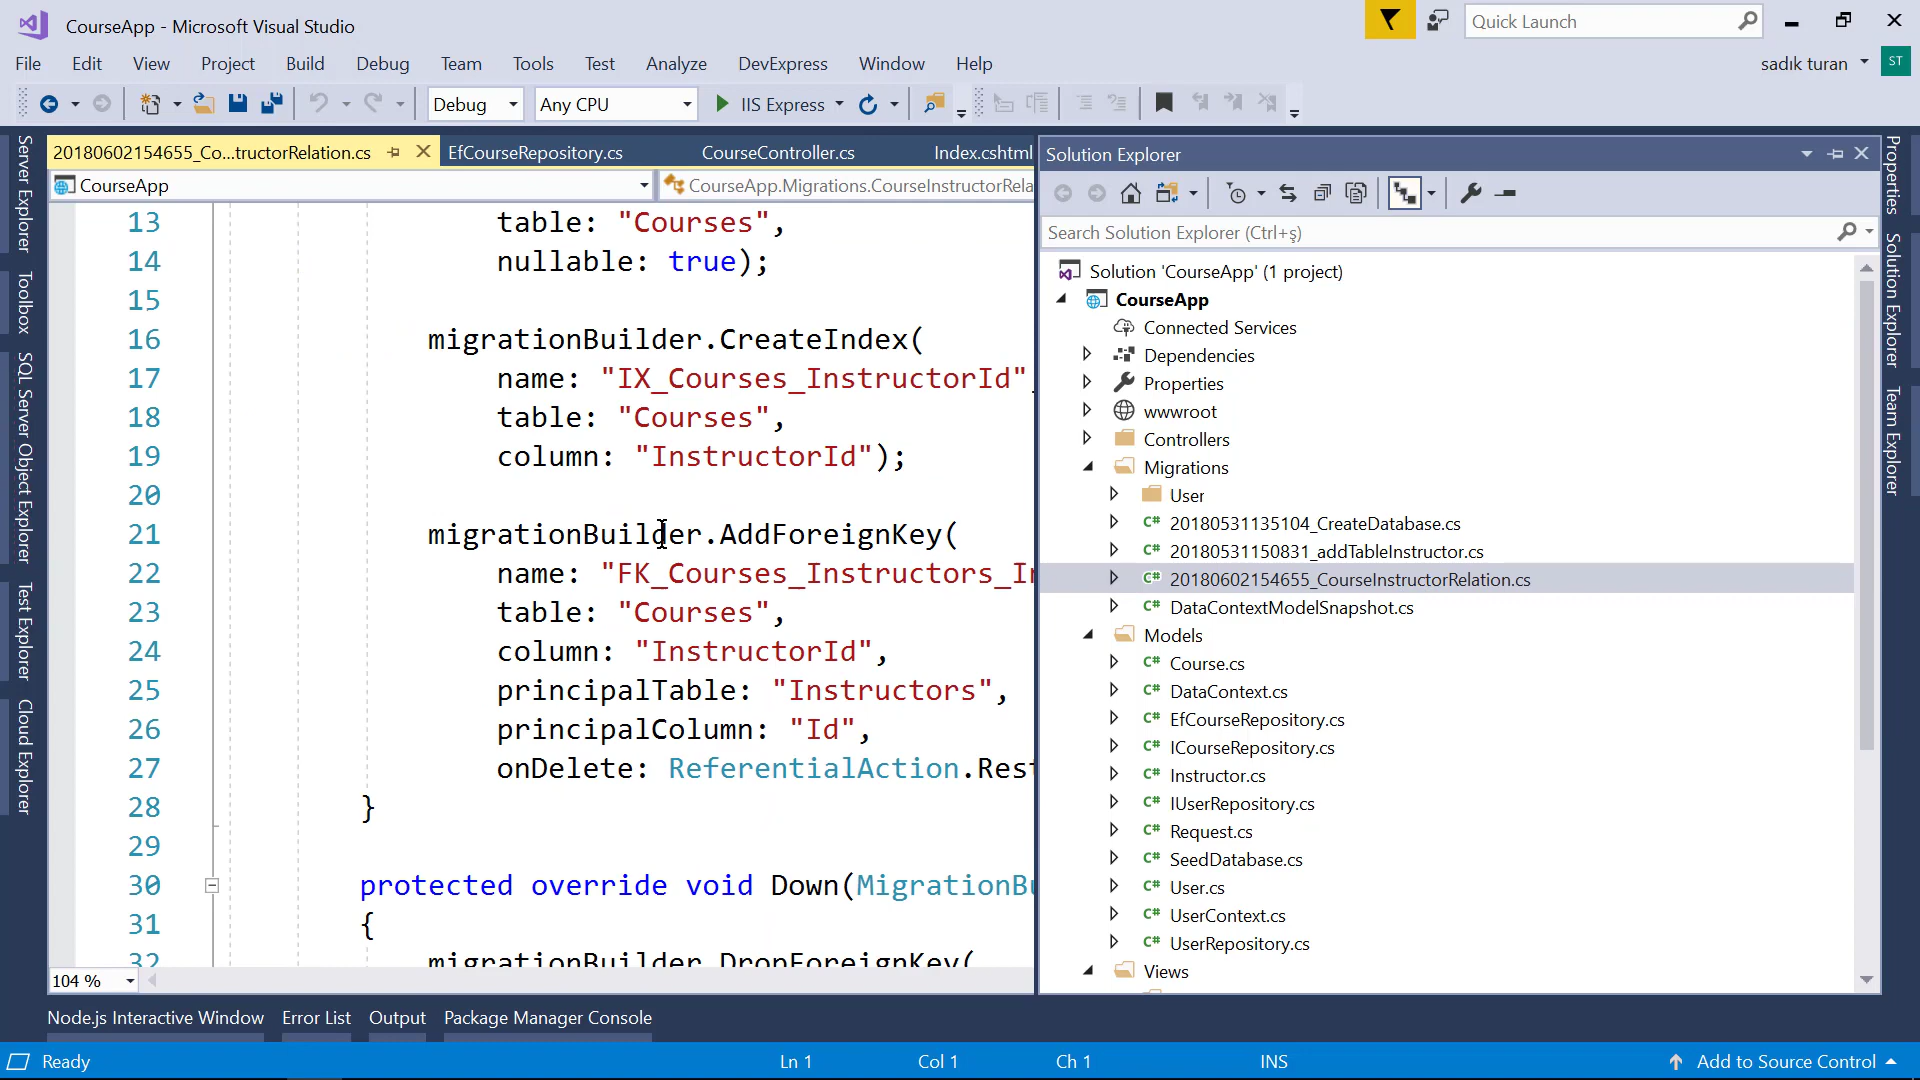 CourseApp - Microsoft Visual Studio
Quick Launch
File Edit View Project Build Debug Team Tools Test Analyze DevExpress Window Help
sadık turan
ST
Debug
Any CPU
IIS Express
20180602154655_Co...tructorRelation.cs
EfCourseRepository.cs
CourseController.cs
Index.cshtml
CourseApp
CourseApp.Migrations.CourseInstructorRela
13 table: "Courses",
14 nullable: true);
15
16 migrationBuilder.CreateIndex(
17 name: "IX_Courses_InstructorId"
18 table: "Courses",
19 column: "InstructorId");
20
21 migrationBuilder.AddForeignKey(
22 name: "FK_Courses_Instructors_In
23 table: "Courses",
24 column: "InstructorId",
25 principalTable: "Instructors",
26 principalColumn: "Id",
27 onDelete: ReferentialAction.Rest
28 }
29
30 protected override void Down(MigrationBu
31 {
32 migrationBuilder.DropForeignKey(
104 %
Server Explorer
Toolbox
SQL Server Object Explorer
Test Explorer
Cloud Explorer
Solution Explorer
Search Solution Explorer (Ctrl+ş)
Solution 'CourseApp' (1 project)
CourseApp
Connected Services
Dependencies
Properties
wwwroot
Controllers
Migrations
User
C# 20180531135104_CreateDatabase.cs
C# 20180531150831_addTableInstructor.cs
C# 20180602154655_CourseInstructorRelation.cs
C# DataContextModelSnapshot.cs
Models
C# Course.cs
C# DataContext.cs
C# EfCourseRepository.cs
C# ICourseRepository.cs
C# Instructor.cs
C# IUserRepository.cs
C# Request.cs
C# SeedDatabase.cs
C# User.cs
C# UserContext.cs
C# UserRepository.cs
Views
Properties
Solution Explorer
Team Explorer
Node.js Interactive Window
Error List
Output
Package Manager Console
Ready
Ln 1
Col 1
Ch 1
INS
Add to Source Control